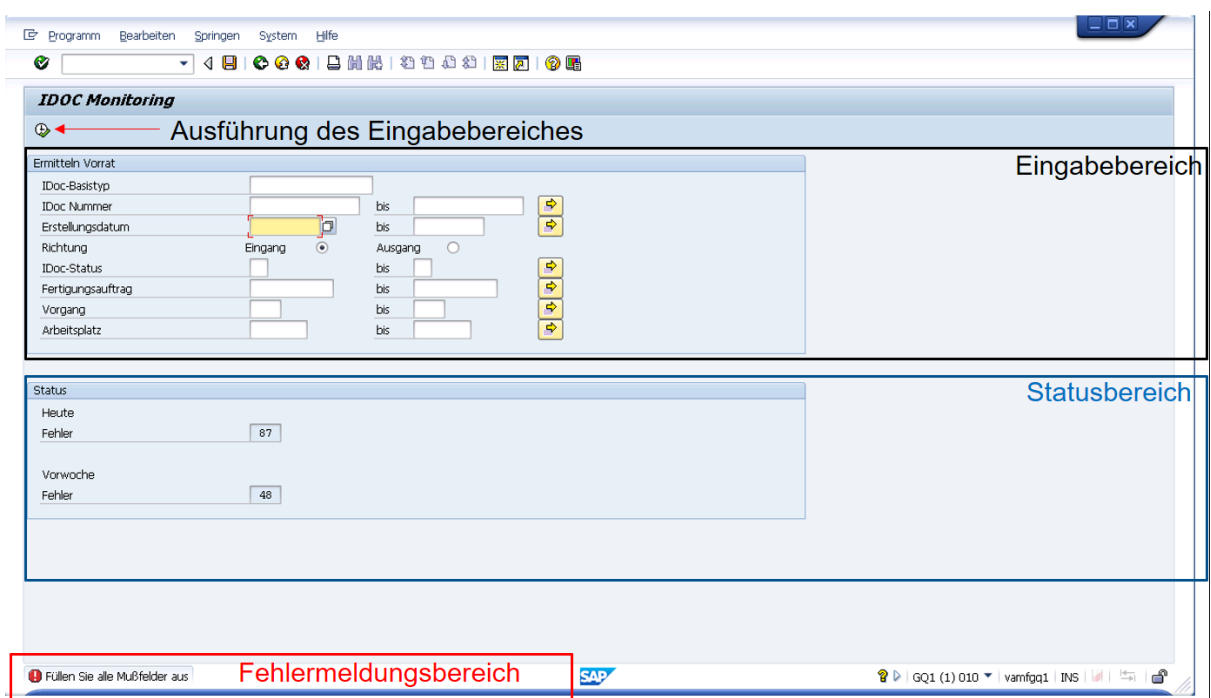 Programm Bearbeiten Springen System Hilfe
IDOC Monitoring
Ausführung des Eingabebereiches
Eingabebereich
Ermitteln Vorrat
IDoc-Basistyp
IDoc Nummer bis
Erstellungsdatum bis
Richtung Eingang Ausgang
IDoc-Status bis
Fertigungsauftrag bis
Vorgang bis
Arbeitsplatz bis
Statusbereich
Status
Heute
Fehler 87
Vorwoche
Fehler 48
Fehlermeldungsbereich
Füllen Sie alle Mußfelder aus
SAP
GQ1 (1) 010 vamfgq1 INS